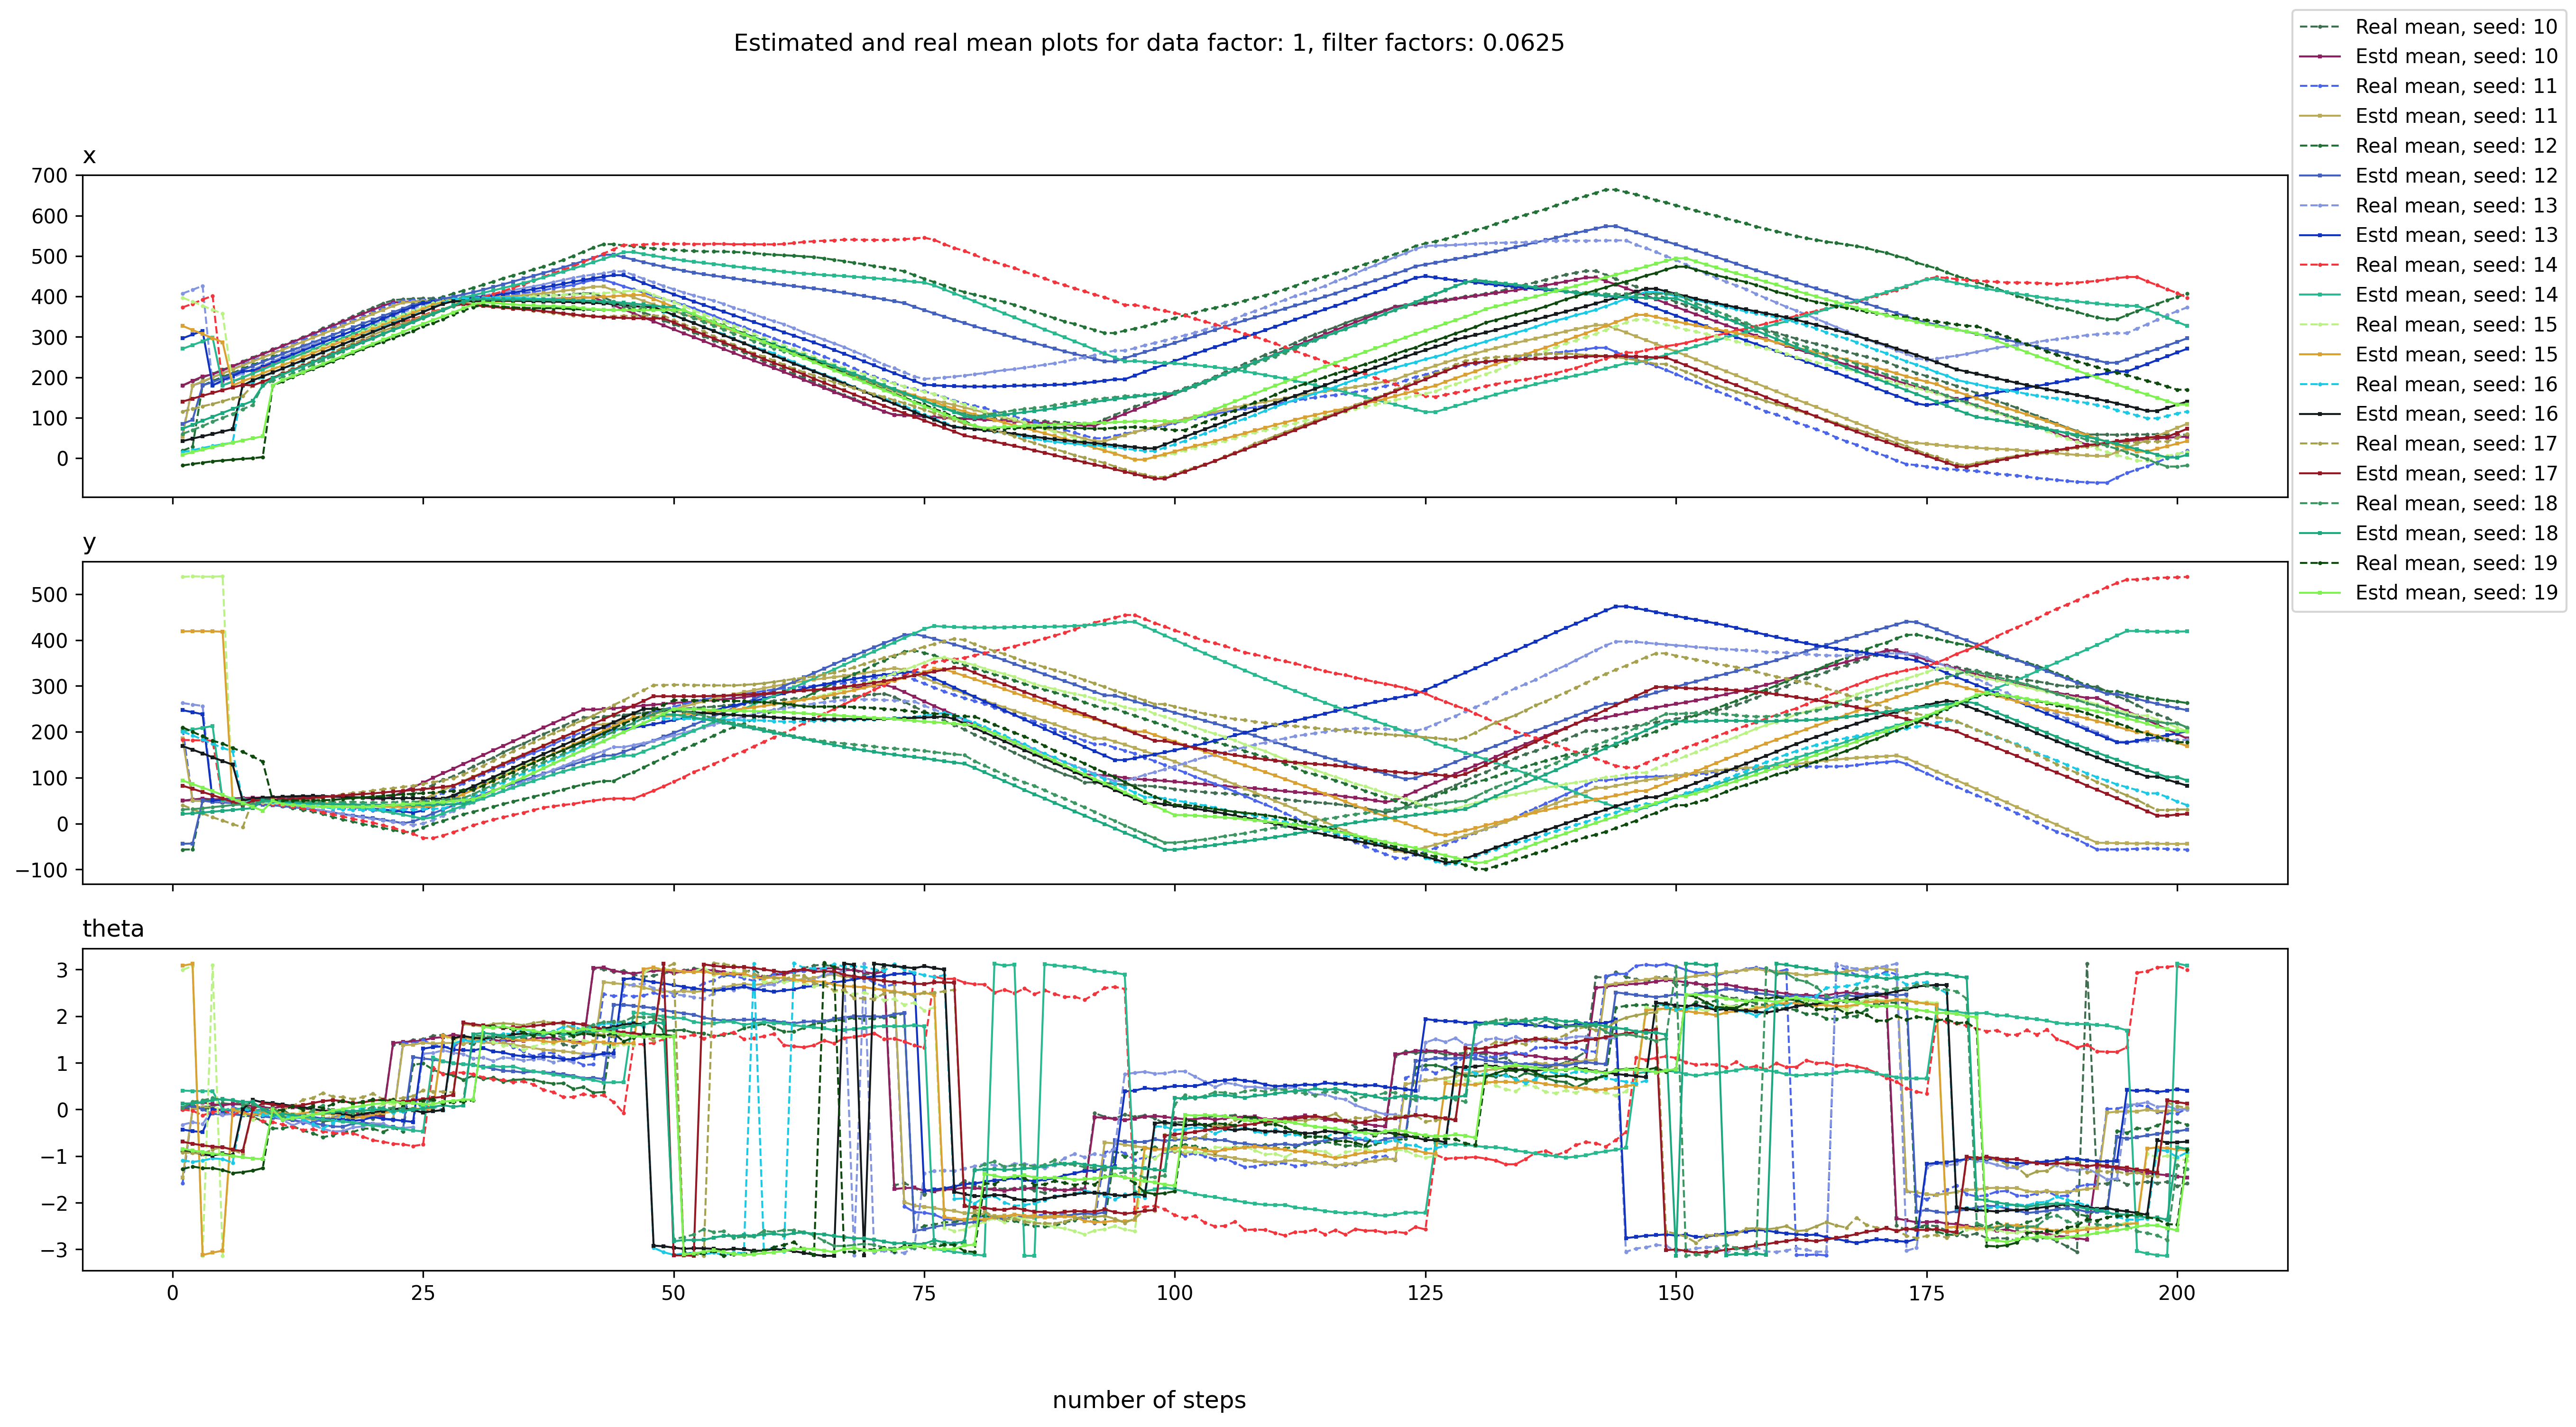 Estimated and real mean plots for data factor: 1, filter factors: 0.0625
Real mean, seed: 10
Estd mean, seed: 10
Real mean, seed: 11
Estd mean, seed: 11
Real mean, seed: 12
Estd mean, seed: 12
Real mean, seed: 13
Estd mean, seed: 13
Real mean, seed: 14
Estd mean, seed: 14
Real mean, seed: 15
Estd mean, seed: 15
Real mean, seed: 16
Estd mean, seed: 16
Real mean, seed: 17
Estd mean, seed: 17
Real mean, seed: 18
Estd mean, seed: 18
Real mean, seed: 19
Estd mean, seed: 19
x
700
600
500
400
300
200
100
0
y
500
400
300
200
100
0
−100
theta
3
2
1
0
−1
−2
−3
0 25 50 75 100 125 150 175 200
number of steps